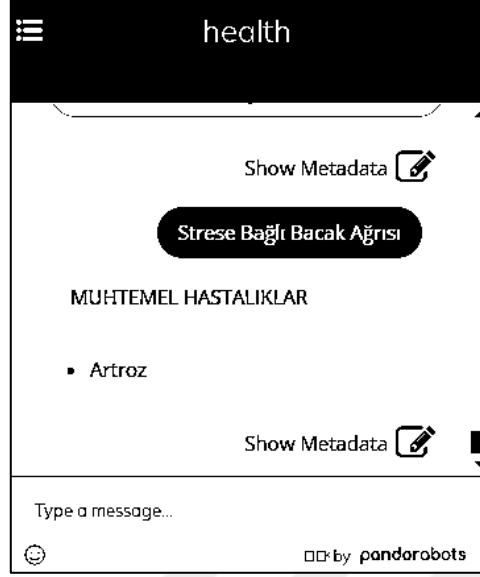 health
Show Metadata
Strese Bağlı Bacak Ağrısı
MUHTEMEL HASTALIKLAR
• Artroz
Show Metadata
Type a message...
by pandorabots